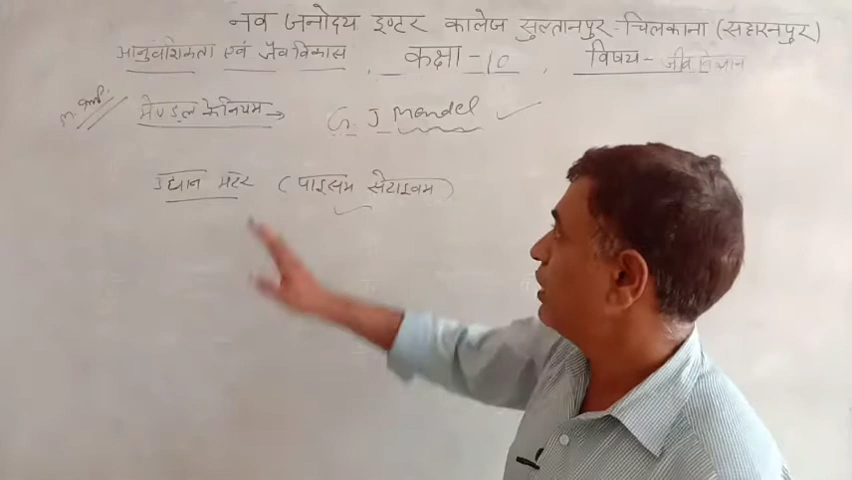 नव जनोदय इण्टर कालेज सुल्तानपुर-चिलकाना (सहारनपुर)
आनुवंशिकता एवं जैव विकास, कक्षा-10, विषय- जीव विज्ञान
मेण्डल के नियम → G J Mendel ✓
उद्यान मटर (पाइसम सेटाइवम)